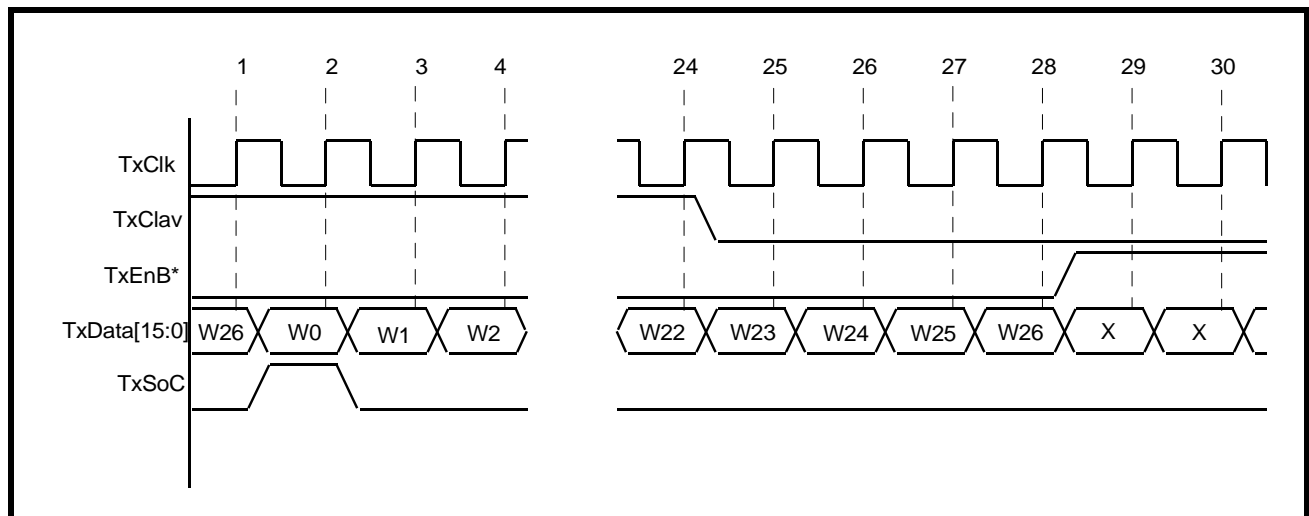 1 2 3 4 24 25 26 27 28 29 30
TxClk
TxClav
TxEnB*
TxData[15:0] W26 W0 W1 W2 W22 W23 W24 W25 W26 X X
TxSoC